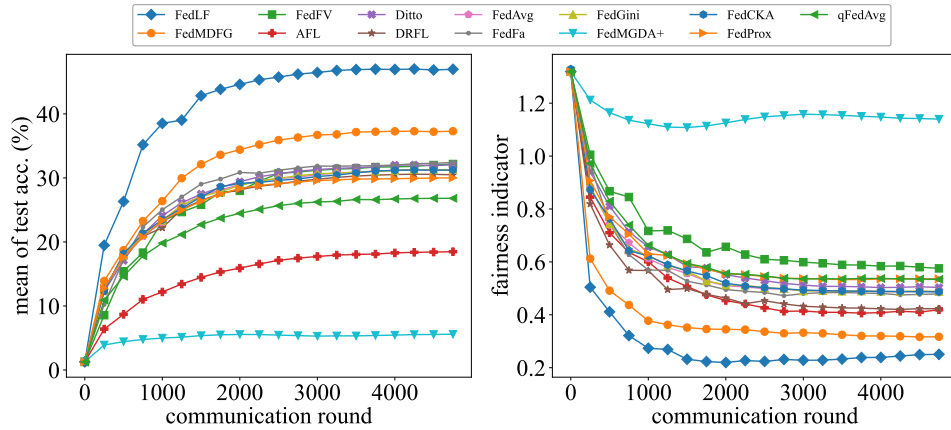 FedLF FedFV Ditto FedAvg FedGini FedCKA qFedAvg
FedMDFG AFL DRFL FedFa FedMGDA+ FedProx
mean of test acc. (%)
40
30
20
10
0
0 1000 2000 3000 4000
communication round
fairness indicator
1.2
1.0
0.8
0.6
0.4
0.2
0 1000 2000 3000 4000
communication round